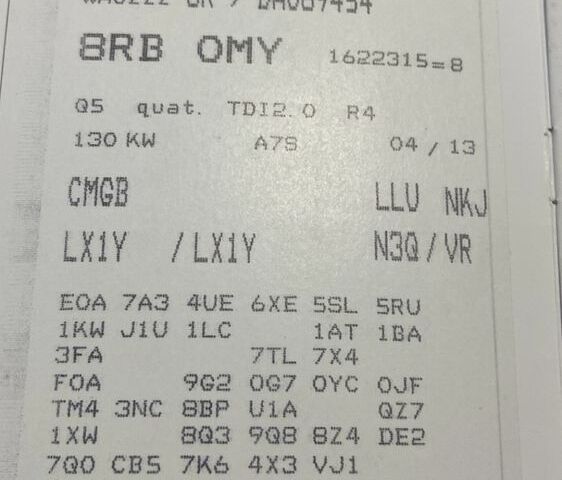 8RB OMY 1622315=8
Q5 quat. TDI2.0 R4
130 KW A7S 04 / 13
CMGB LLU NKJ
LX1Y /LX1Y N3Q/VR
EOA 7A3 4UE 6XE 5SL 5RU
1KW J1U 1LC 1AT 1BA
3FA 7TL 7X4
FOA 9G2 0G7 0YC 0JF
TM4 3NC 8BP U1A QZ7
1XW 8Q3 9Q8 8Z4 DE2
7Q0 CB5 7K6 4X3 VJ1